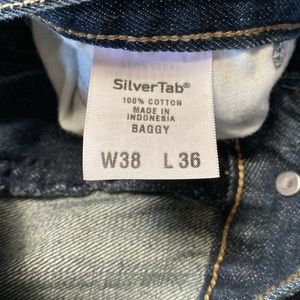 SilverTab®
100% COTTON
MADE IN
INDONESIA
BAGGY
W38 L 36